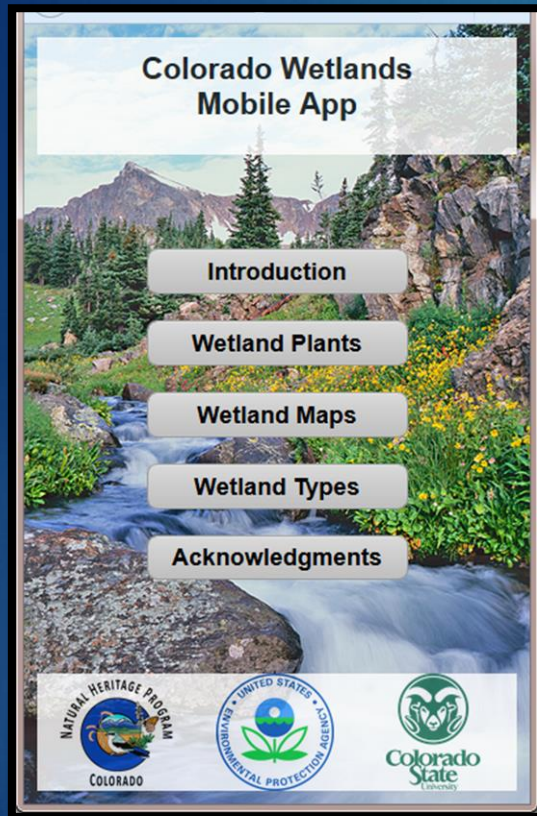 Colorado Wetlands
Mobile App
Introduction
Wetland Plants
Wetland Maps
Wetland Types
Acknowledgments
NATURAL HERITAGE PROGRAM
COLORADO
UNITED STATES
ENVIRONMENTAL PROTECTION AGENCY
Colorado
State
University